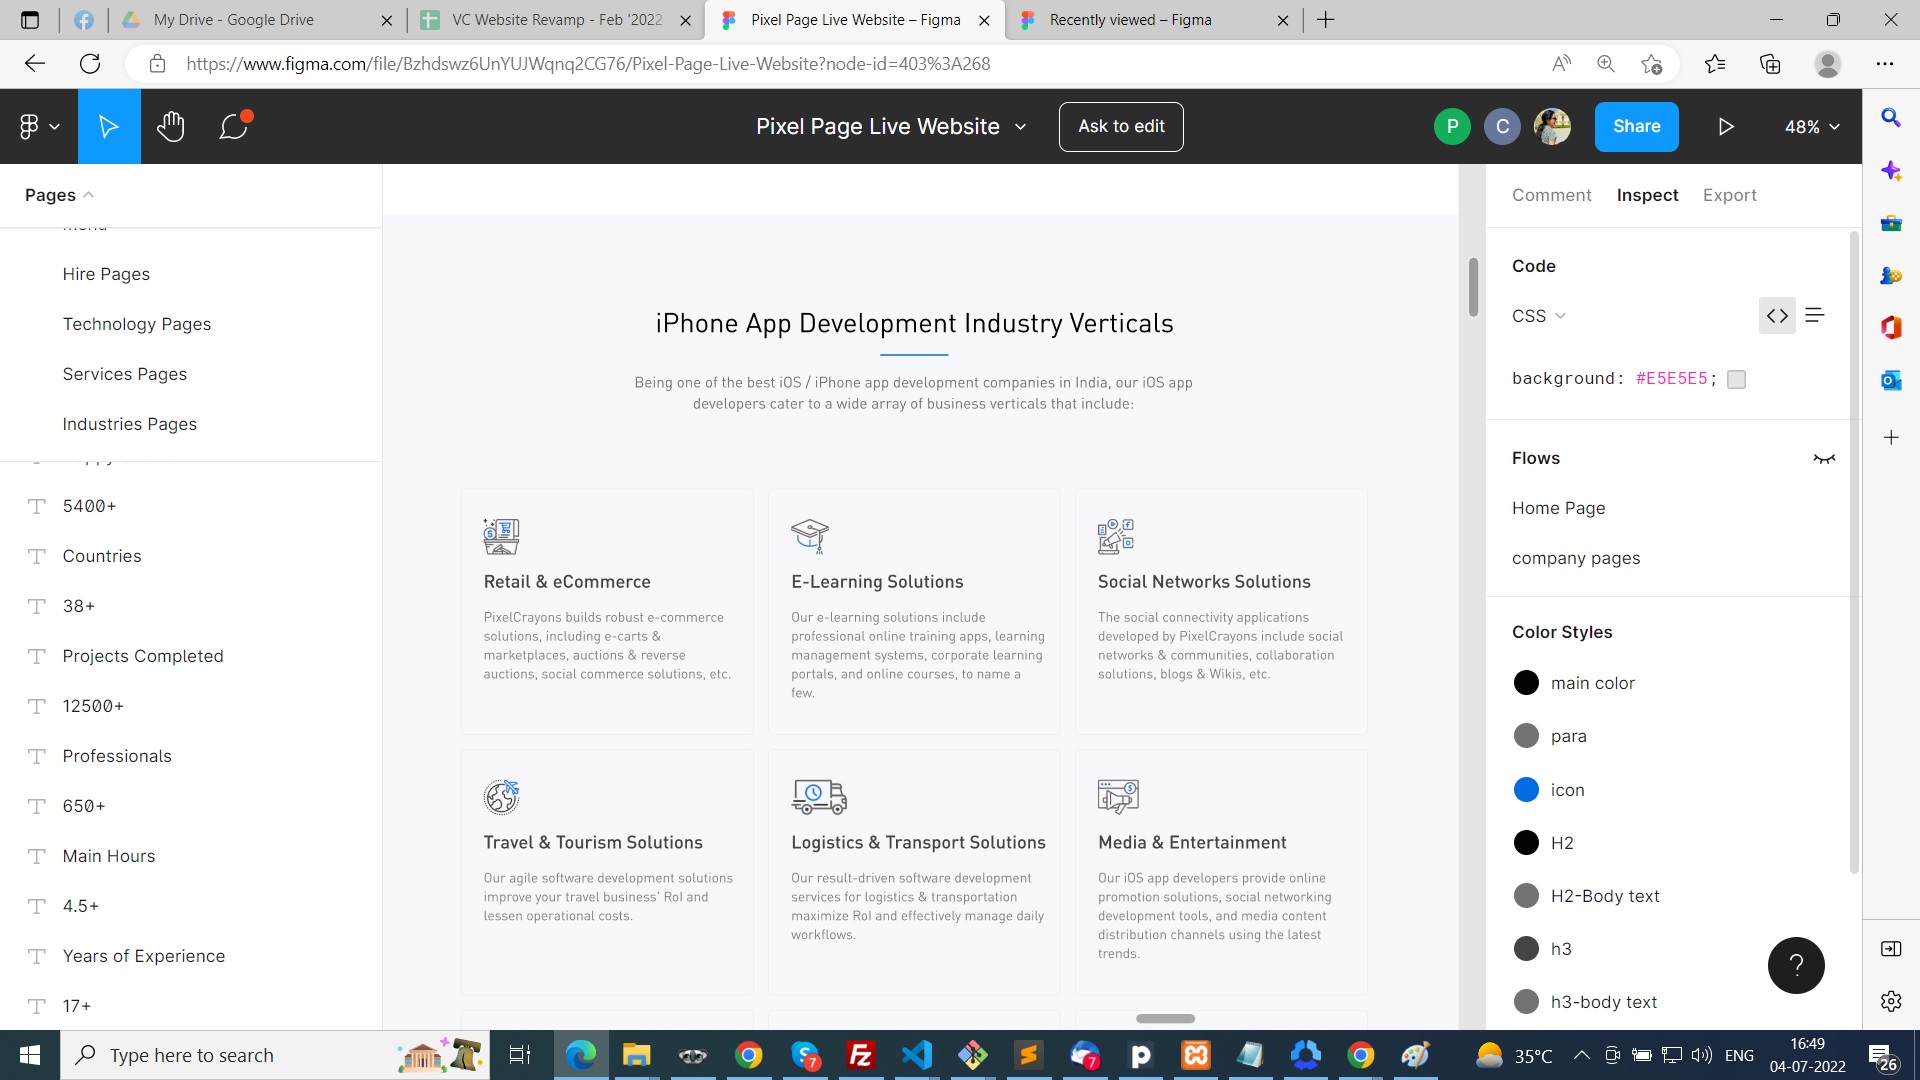 My Drive - Google Drive
VC Website Revamp - Feb '2022
Pixel Page Live Website – Figma
Recently viewed – Figma
https://www.figma.com/file/Bzhdswz6UnYUJWqnq2CG76/Pixel-Page-Live-Website?node-id=403%3A268
Pixel Page Live Website
Ask to edit
P
C
Share
48%
Pages
Hire Pages
Technology Pages
Services Pages
Industries Pages
5400+
Countries
38+
Projects Completed
12500+
Professionals
650+
Main Hours
4.5+
Years of Experience
17+
iPhone App Development Industry Verticals
Being one of the best iOS / iPhone app development companies in India, our iOS app
developers cater to a wide array of business verticals that include:
Retail & eCommerce
PixelCrayons builds robust e-commerce
solutions, including e-carts &
marketplaces, auctions & reverse
auctions, social commerce solutions, etc.
E-Learning Solutions
Our e-learning solutions include
professional online training apps, learning
management systems, corporate learning
portals, and online courses, to name a
few.
Social Networks Solutions
The social connectivity applications
developed by PixelCrayons include social
networks & communities, collaboration
solutions, blogs & Wikis, etc.
Travel & Tourism Solutions
Our agile software development solutions
improve your travel business' RoI and
lessen operational costs.
Logistics & Transport Solutions
Our result-driven software development
services for logistics & transportation
maximize RoI and effectively manage daily
workflows.
Media & Entertainment
Our iOS app developers provide online
promotion solutions, social networking
development tools, and media content
distribution channels using the latest
trends.
Comment
Inspect
Export
Code
CSS
background: #E5E5E5;
Flows
Home Page
company pages
Color Styles
main color
para
icon
H2
H2-Body text
h3
h3-body text
?
Type here to search
7
7
35°C
ENG
16:49
04-07-2022
26